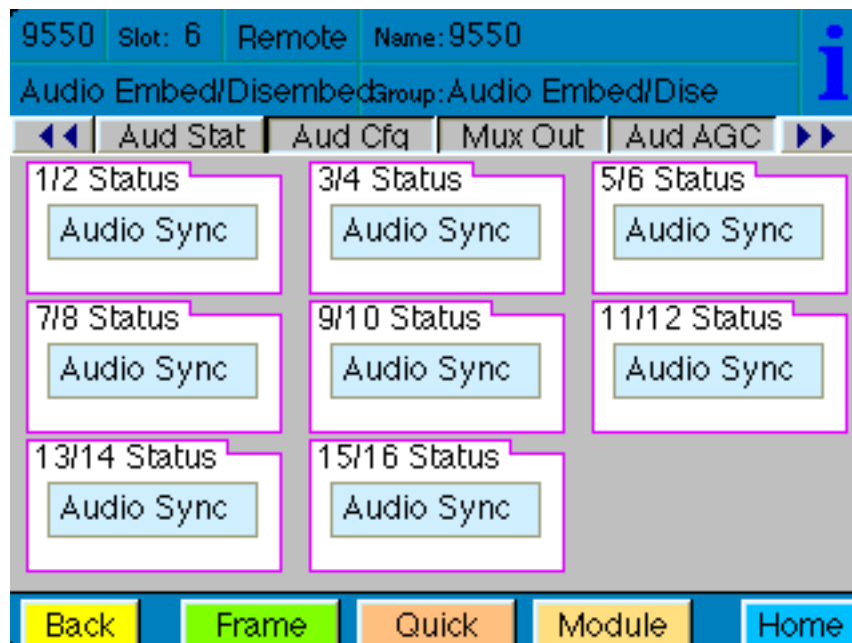 9550 Slot: 6 Remote Name: 9550
Audio Embed/Disembed Group: Audio Embed/Dise
Aud Stat Aud Cfg Mux Out Aud AGC
1/2 Status 3/4 Status 5/6 Status
Audio Sync Audio Sync Audio Sync
7/8 Status 9/10 Status 11/12 Status
Audio Sync Audio Sync Audio Sync
13/14 Status 15/16 Status
Audio Sync Audio Sync
Back Frame Quick Module Home